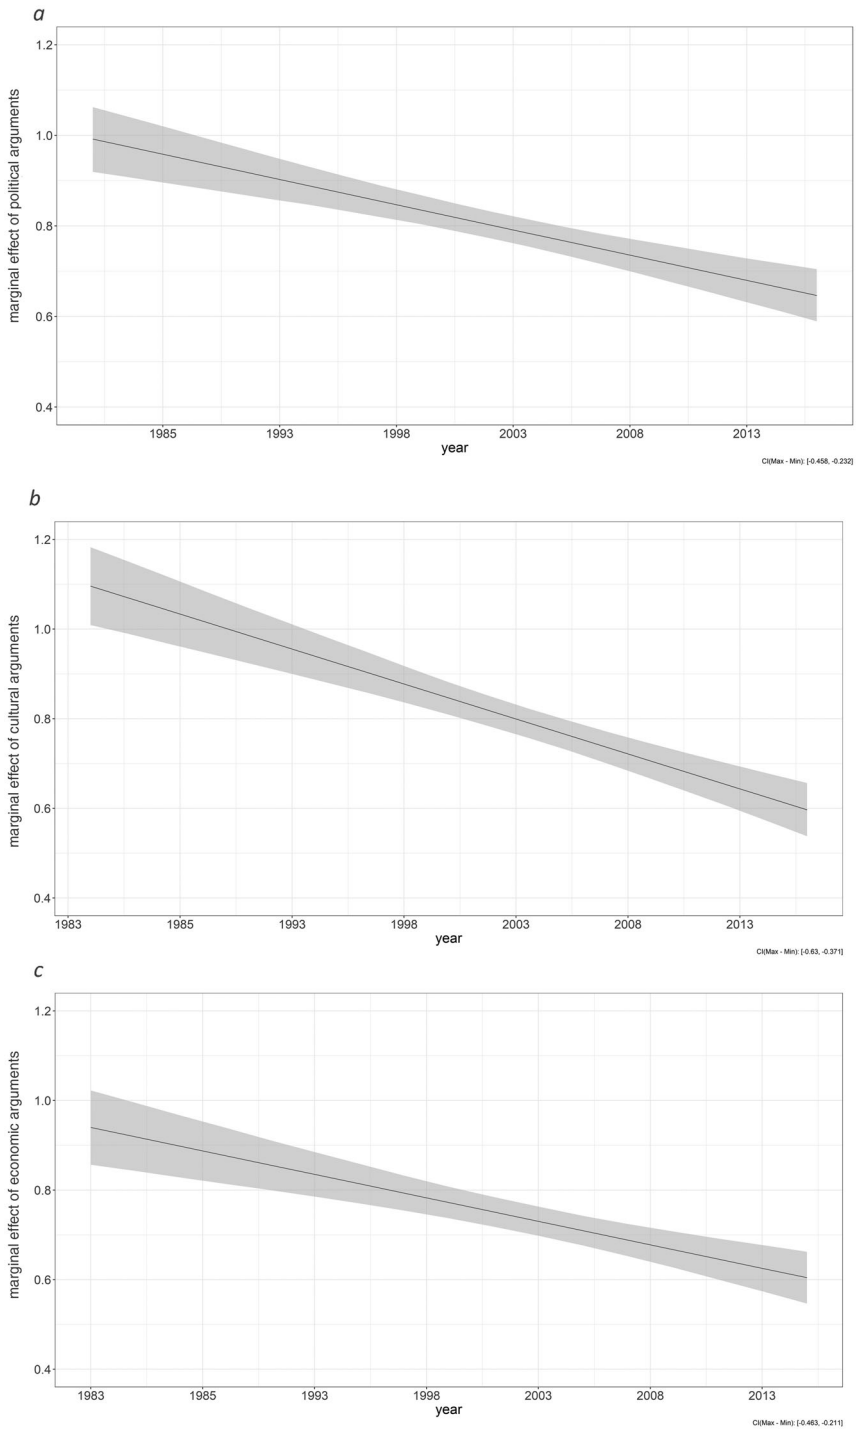 a
marginal effect of political arguments
1.2
1.0
0.8
0.6
0.4
1985 1993 1998 2003 2008 2013
year
CI(Max - Min): [-0.458, -0.232]
b
marginal effect of cultural arguments
1.2
1.0
0.8
0.6
0.4
1983 1985 1993 1998 2003 2008 2013
year
CI(Max - Min): [-0.63, -0.371]
c
marginal effect of economic arguments
1.2
1.0
0.8
0.6
0.4
1983 1985 1993 1998 2003 2008 2013
year
CI(Max - Min): [-0.463, -0.211]